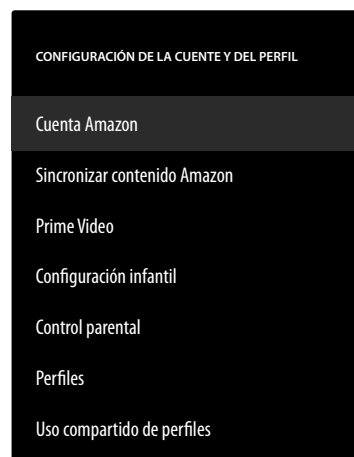 CONFIGURACIÓN DE LA CUENTA Y DEL PERFIL
Cuenta Amazon
Sincronizar contenido Amazon
Prime Video
Configuración infantil
Control parental
Perfiles
Uso compartido de perfiles